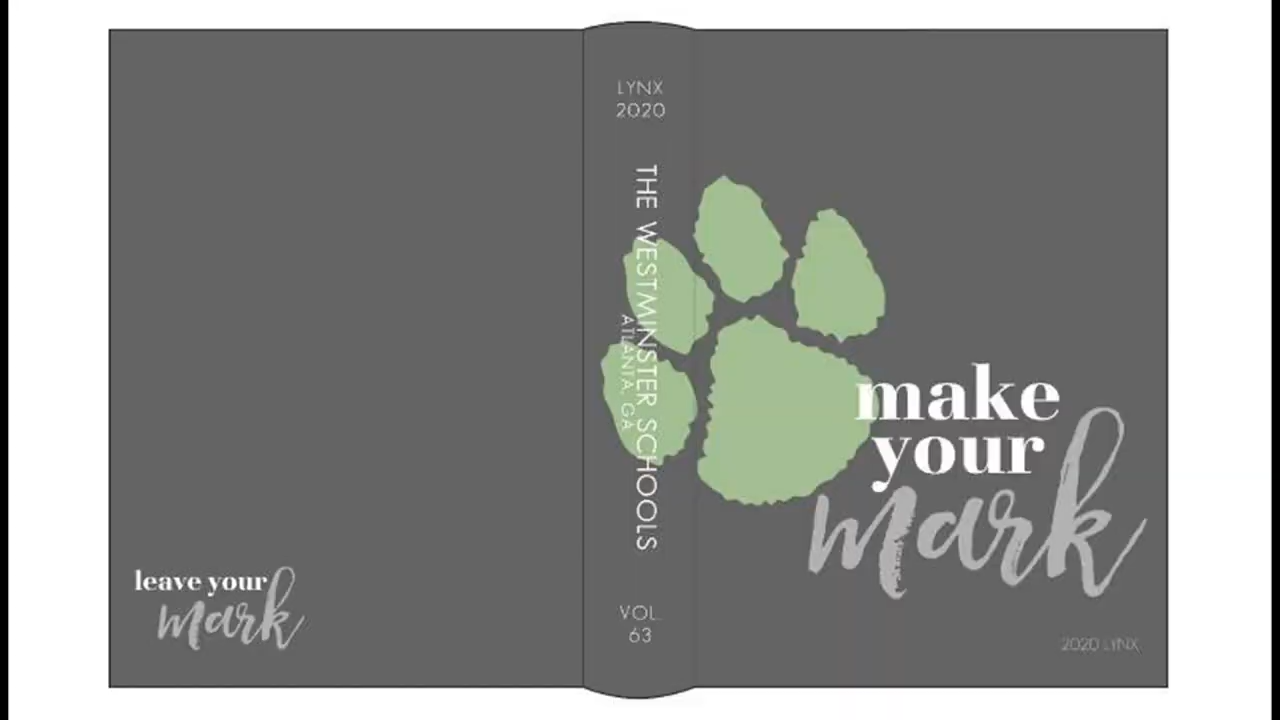 leave your
mark
LYNX
2020
THE WESTMINSTER SCHOOLS
ATLANTA, GA
VOL.
63
make
your
mark
2020 LYNX